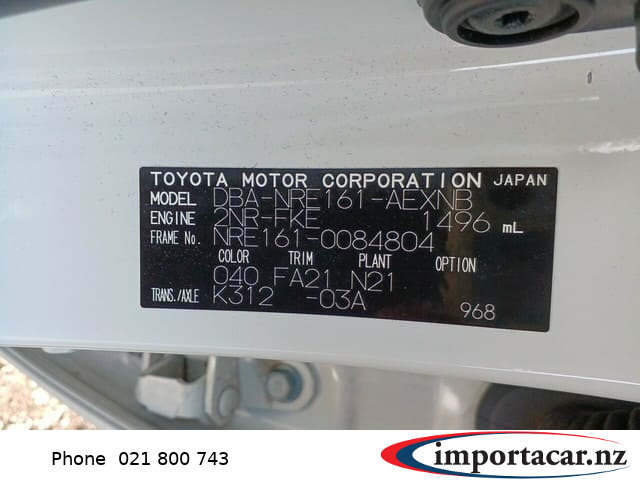 TOYOTA MOTOR CORPORATION JAPAN
MODEL DBA-NRE161-AEXNB
ENGINE 2NR-FKE 1496 mL
FRAME No. NRE161-0084804
COLOR TRIM PLANT OPTION
040 FA21 N21
TRANS./AXLE K312 -03A
968
Phone 021 800 743
importacar.nz